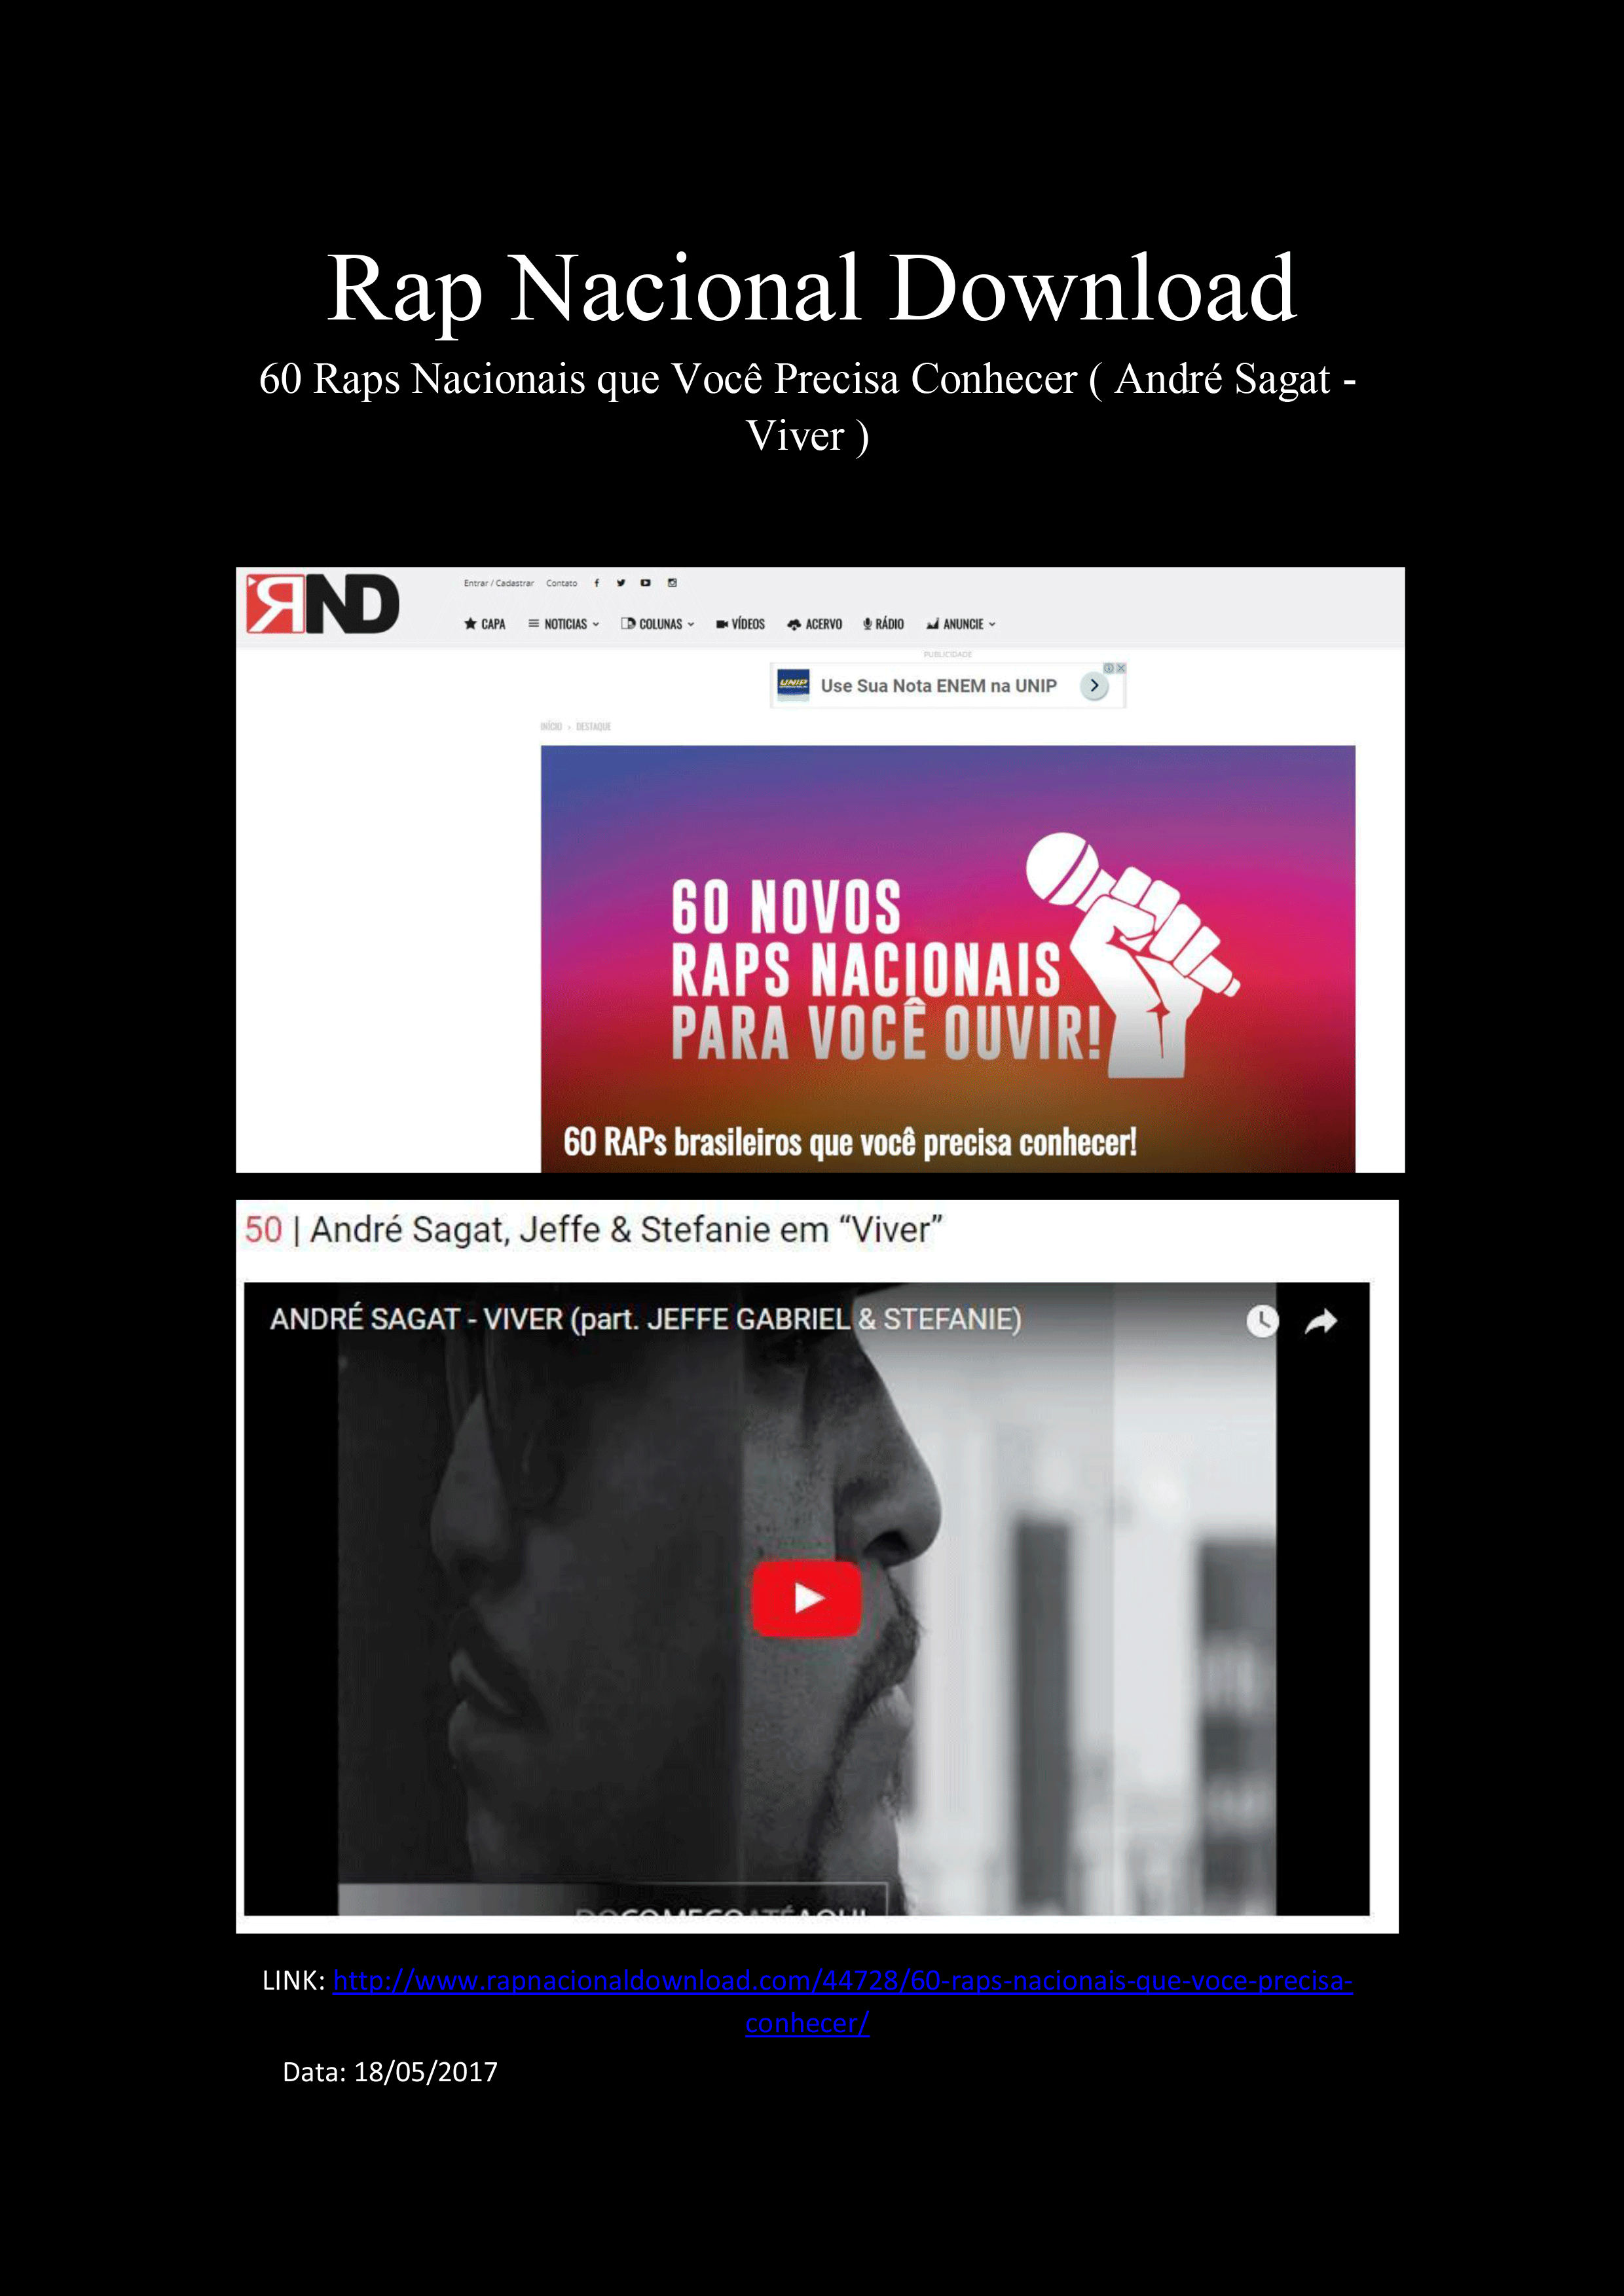 Rap Nacional Download
60 Raps Nacionais que Você Precisa Conhecer ( André Sagat -
Viver )
RND
Entrar / Cadastrar Contato
CAPA NOTICIAS COLUNAS VÍDEOS ACERVO RÁDIO ANUNCIE
PUBLICIDADE
UNIP Use Sua Nota ENEM na UNIP
INÍCIO DESTAQUE
60 NOVOS
RAPS NACIONAIS
PARA VOCÊ OUVIR!
60 RAPs brasileiros que você precisa conhecer!
50 | André Sagat, Jeffe & Stefanie em “Viver”
ANDRÉ SAGAT - VIVER (part. JEFFE GABRIEL & STEFANIE)
DOCOMEÇOATÉAQUI
LINK: http://www.rapnacionaldownload.com/44728/60-raps-nacionais-que-voce-precisa-
conhecer/
Data: 18/05/2017